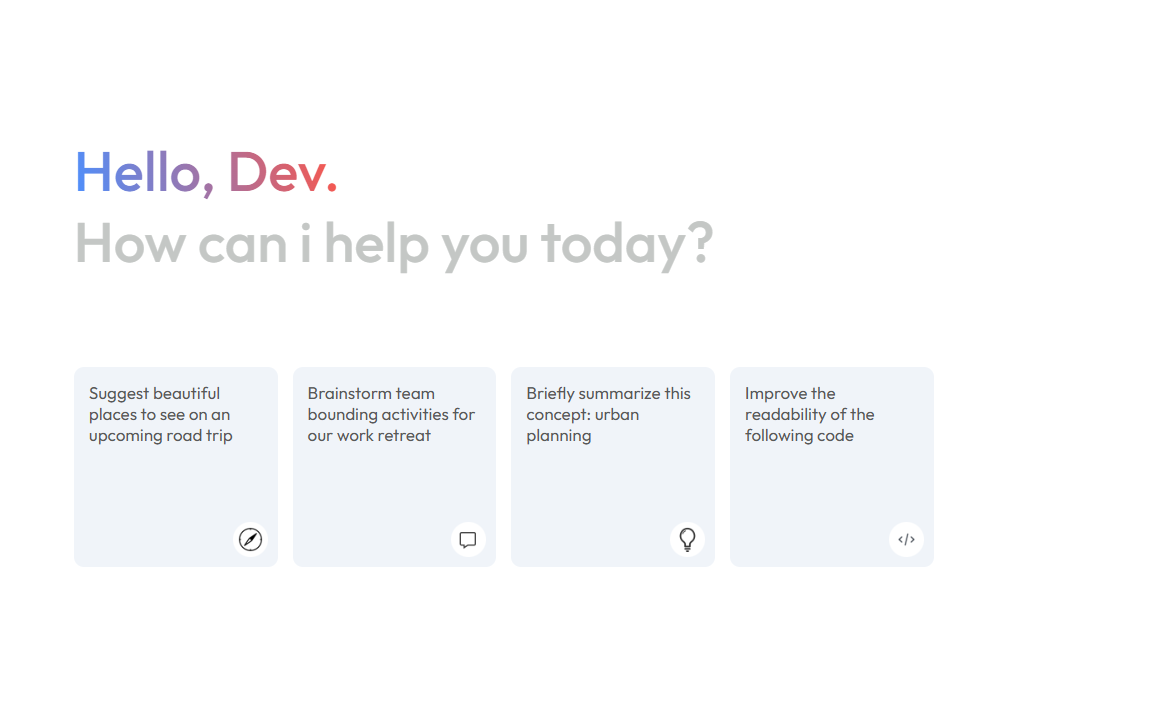 Hello, Dev.
How can i help you today?
Suggest beautiful
places to see on an
upcoming road trip
Brainstorm team
bounding activities for
our work retreat
Briefly summarize this
concept: urban
planning
Improve the
readability of the
following code